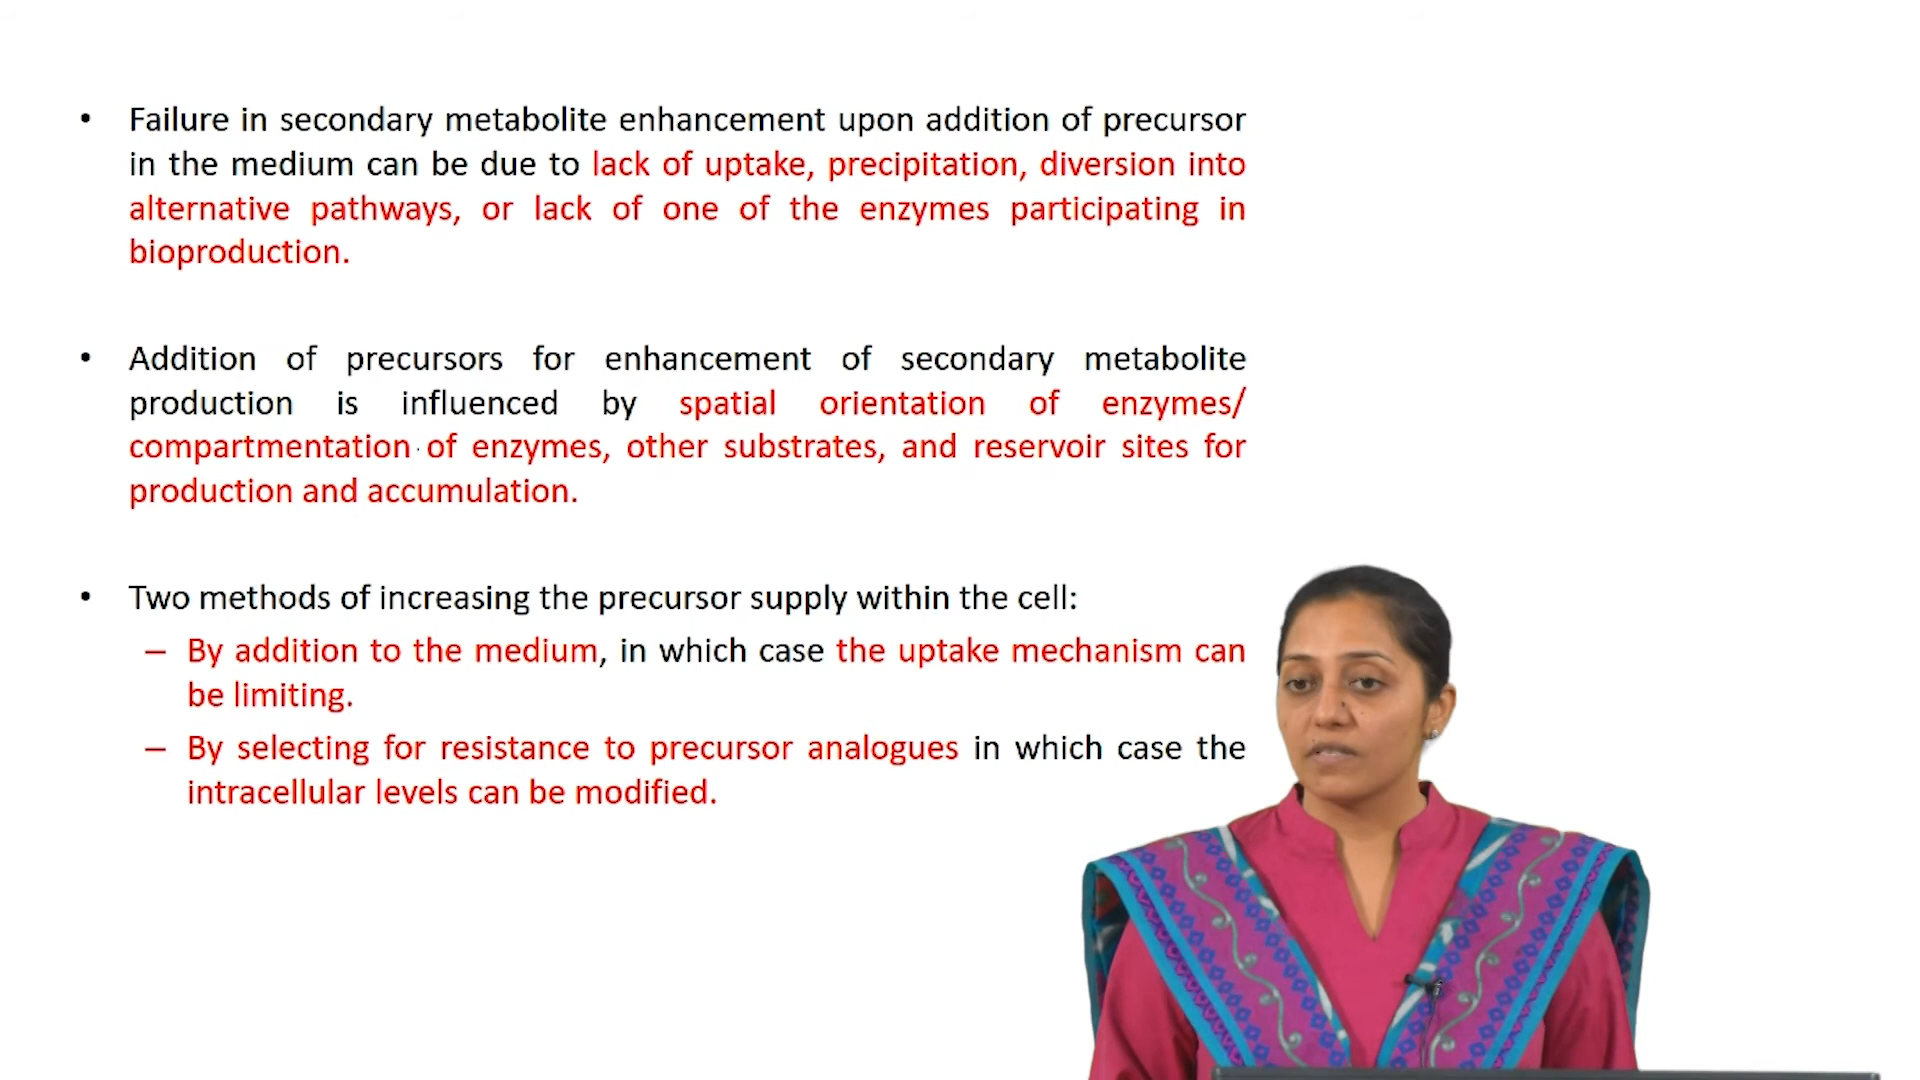 • Failure in secondary metabolite enhancement upon addition of precursor
in the medium can be due to lack of uptake, precipitation, diversion into
alternative pathways, or lack of one of the enzymes participating in
bioproduction.
• Addition of precursors for enhancement of secondary metabolite
production is influenced by spatial orientation of enzymes/
compartmentation of enzymes, other substrates, and reservoir sites for
production and accumulation.
• Two methods of increasing the precursor supply within the cell:
– By addition to the medium, in which case the uptake mechanism can
be limiting.
– By selecting for resistance to precursor analogues in which case the
intracellular levels can be modified.